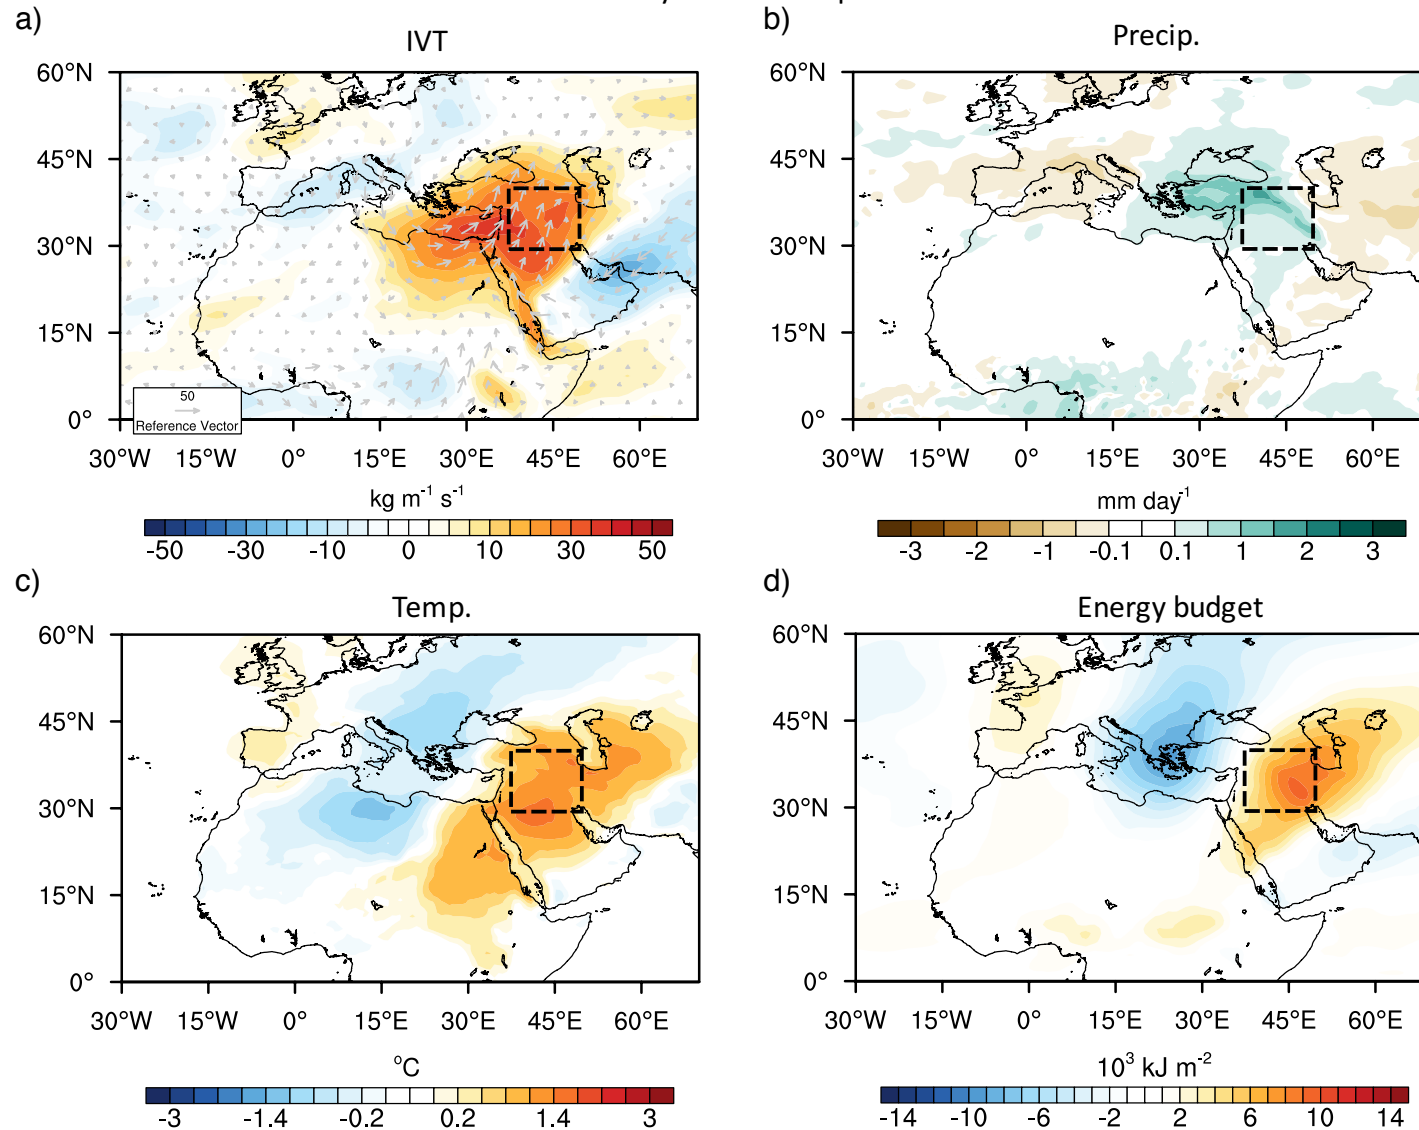 a)
IVT
60°N
45°N
30°N
15°N
0°
50
Reference Vector
30°W 15°W 0° 15°E 30°E 45°E 60°E
kg m⁻¹ s⁻¹
-50 -30 -10 0 10 30 50
b)
Precip.
60°N
45°N
30°N
15°N
0°
30°W 15°W 0° 15°E 30°E 45°E 60°E
mm day⁻¹
-3 -2 -1 -0.1 0.1 1 2 3
c)
Temp.
60°N
45°N
30°N
15°N
0°
30°W 15°W 0° 15°E 30°E 45°E 60°E
°C
-3 -1.4 -0.2 0.2 1.4 3
d)
Energy budget
60°N
45°N
30°N
15°N
0°
30°W 15°W 0° 15°E 30°E 45°E 60°E
10³ kJ m⁻²
-14 -10 -6 -2 2 6 10 14